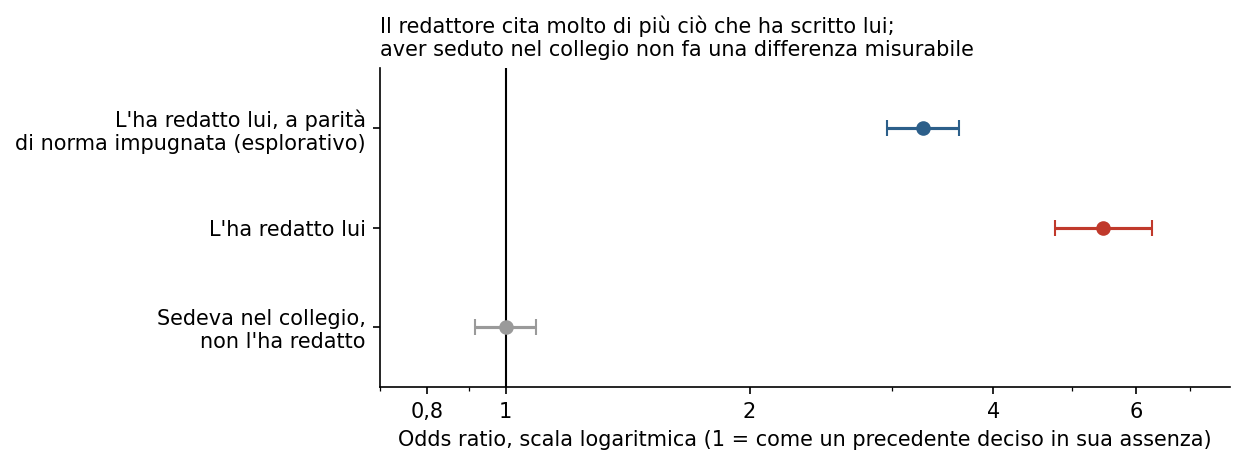 Il redattore cita molto di più ciò che ha scritto lui;
aver seduto nel collegio non fa una differenza misurabile
L'ha redatto lui, a parità
di norma impugnata (esplorativo)
L'ha redatto lui
Sedeva nel collegio,
non l'ha redatto
0,8 1 2 4 6
Odds ratio, scala logaritmica (1 = come un precedente deciso in sua assenza)